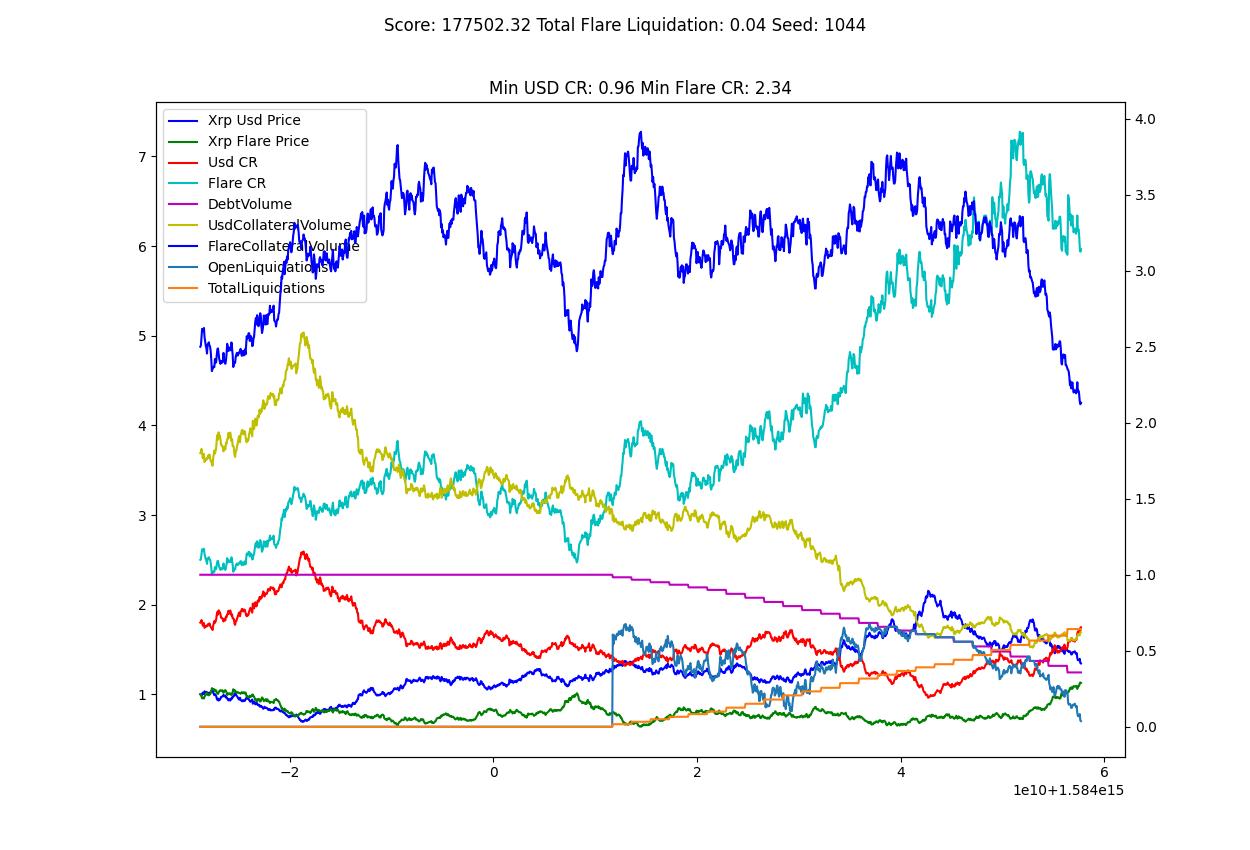 Score: 177502.32 Total Flare Liquidation: 0.04 Seed: 1044
Min USD CR: 0.96 Min Flare CR: 2.34
Xrp Usd Price
Xrp Flare Price
Usd CR
Flare CR
DebtVolume
UsdCollateralVolume
FlareCollateralVolume
OpenLiquidations
TotalLiquidations
7
6
5
4
3
2
1
4.0
3.5
3.0
2.5
2.0
1.5
1.0
0.5
0.0
−2 0 2 4 6
1e10+1.584e15